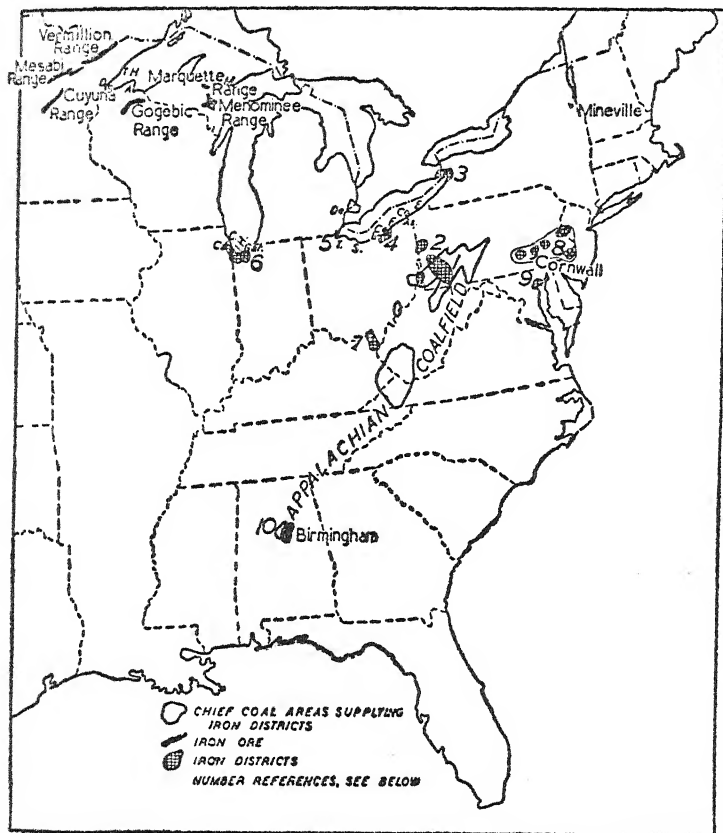 Vermillion
Range
Mesabi
Range
Cuyuna
Range
TH
Marquette
Range
Gogebic
Range
Menominee
Range
Mineville
3
De.
5
T.
S.
4
6
2
8
Cornwall
9
7
APPALACHIAN COALFIELD
10
Birmingham
CHIEF COAL AREAS SUPPLYING
IRON DISTRICTS
IRON ORE
IRON DISTRICTS
NUMBER REFERENCES, SEE BELOW